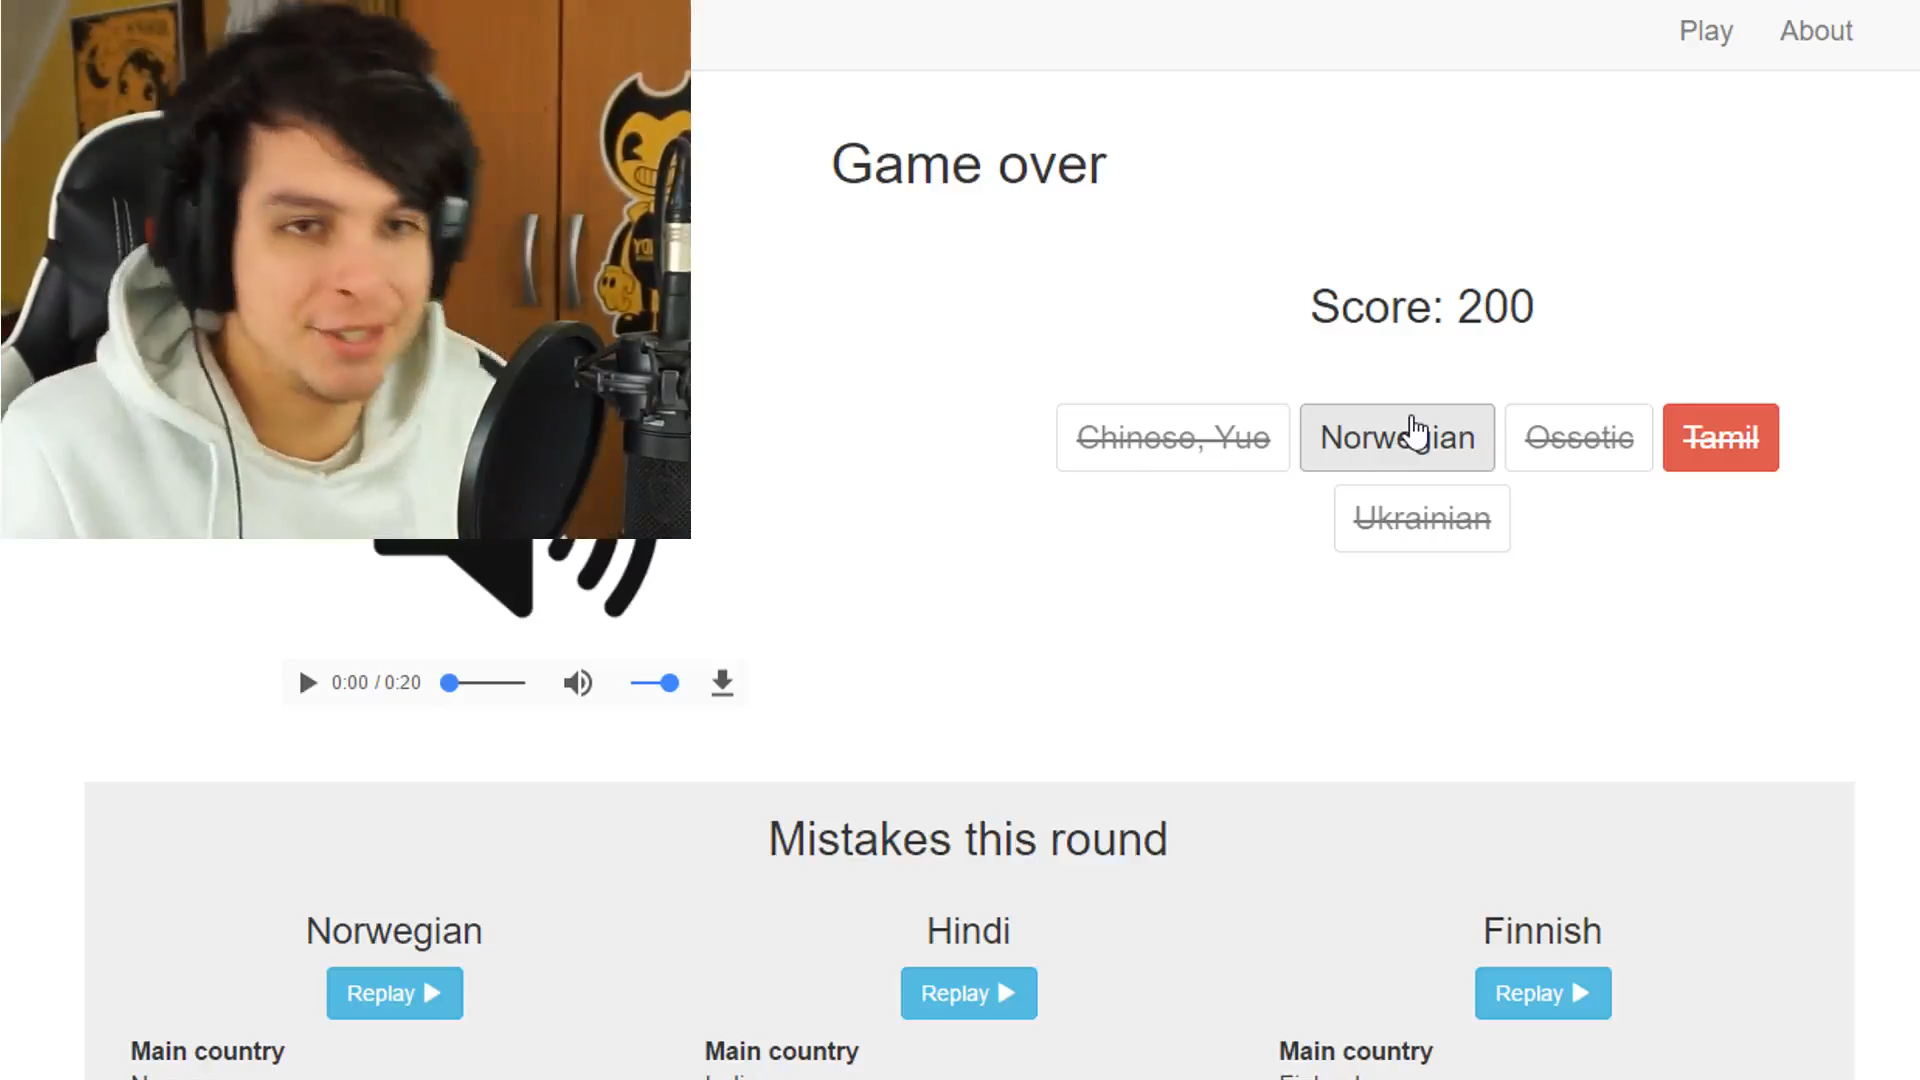 Play About
Game over
Score: 200
Chinese, Yue Norwegian Ossetic Tamil
Ukrainian
0:00 / 0:20
Mistakes this round
Norwegian Hindi Finnish
Replay Replay Replay
Main country Main country Main country